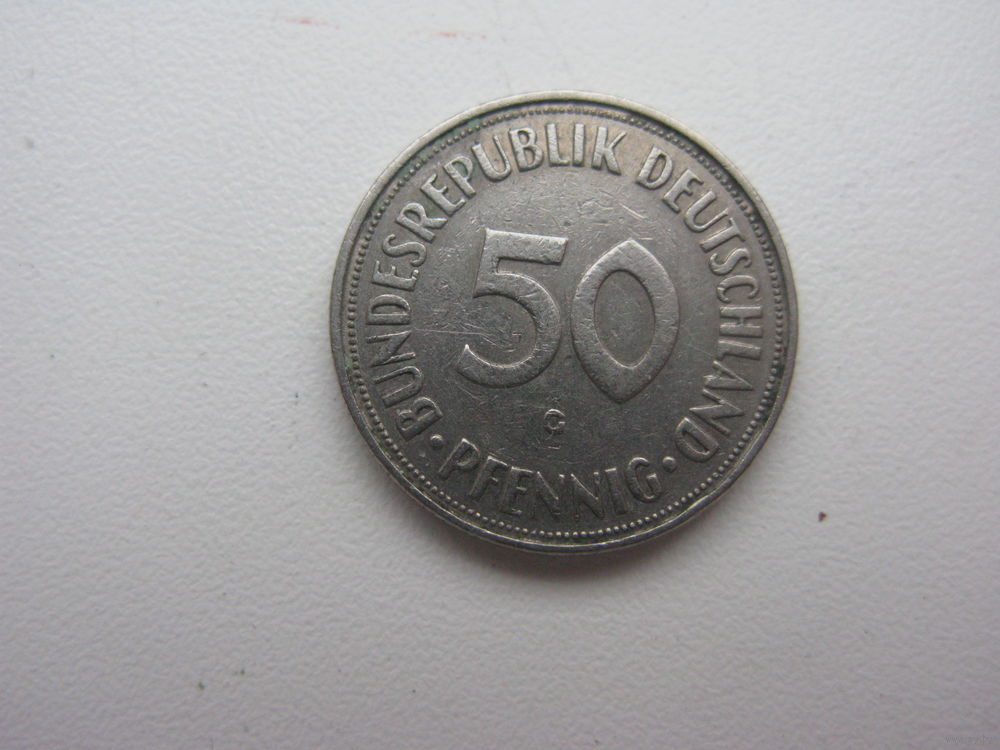 BUNDESREPUBLIK DEUTSCHLAND
50
G
• PFENNIG •